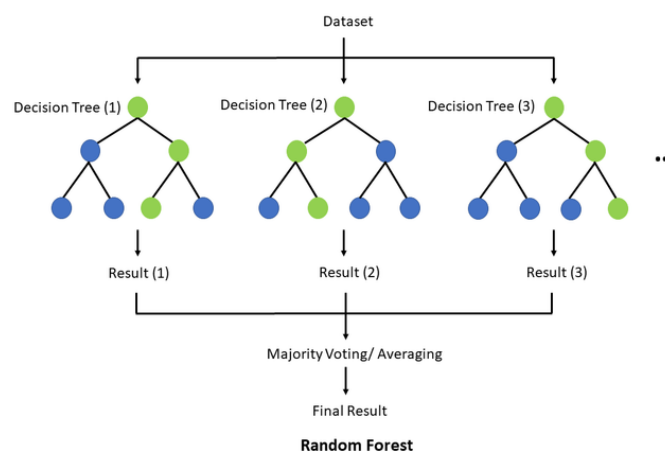 Dataset
Decision Tree (1)
Decision Tree (2)
Decision Tree (3)
Result (1)
Result (2)
Result (3)
Majority Voting/ Averaging
Final Result
Random Forest